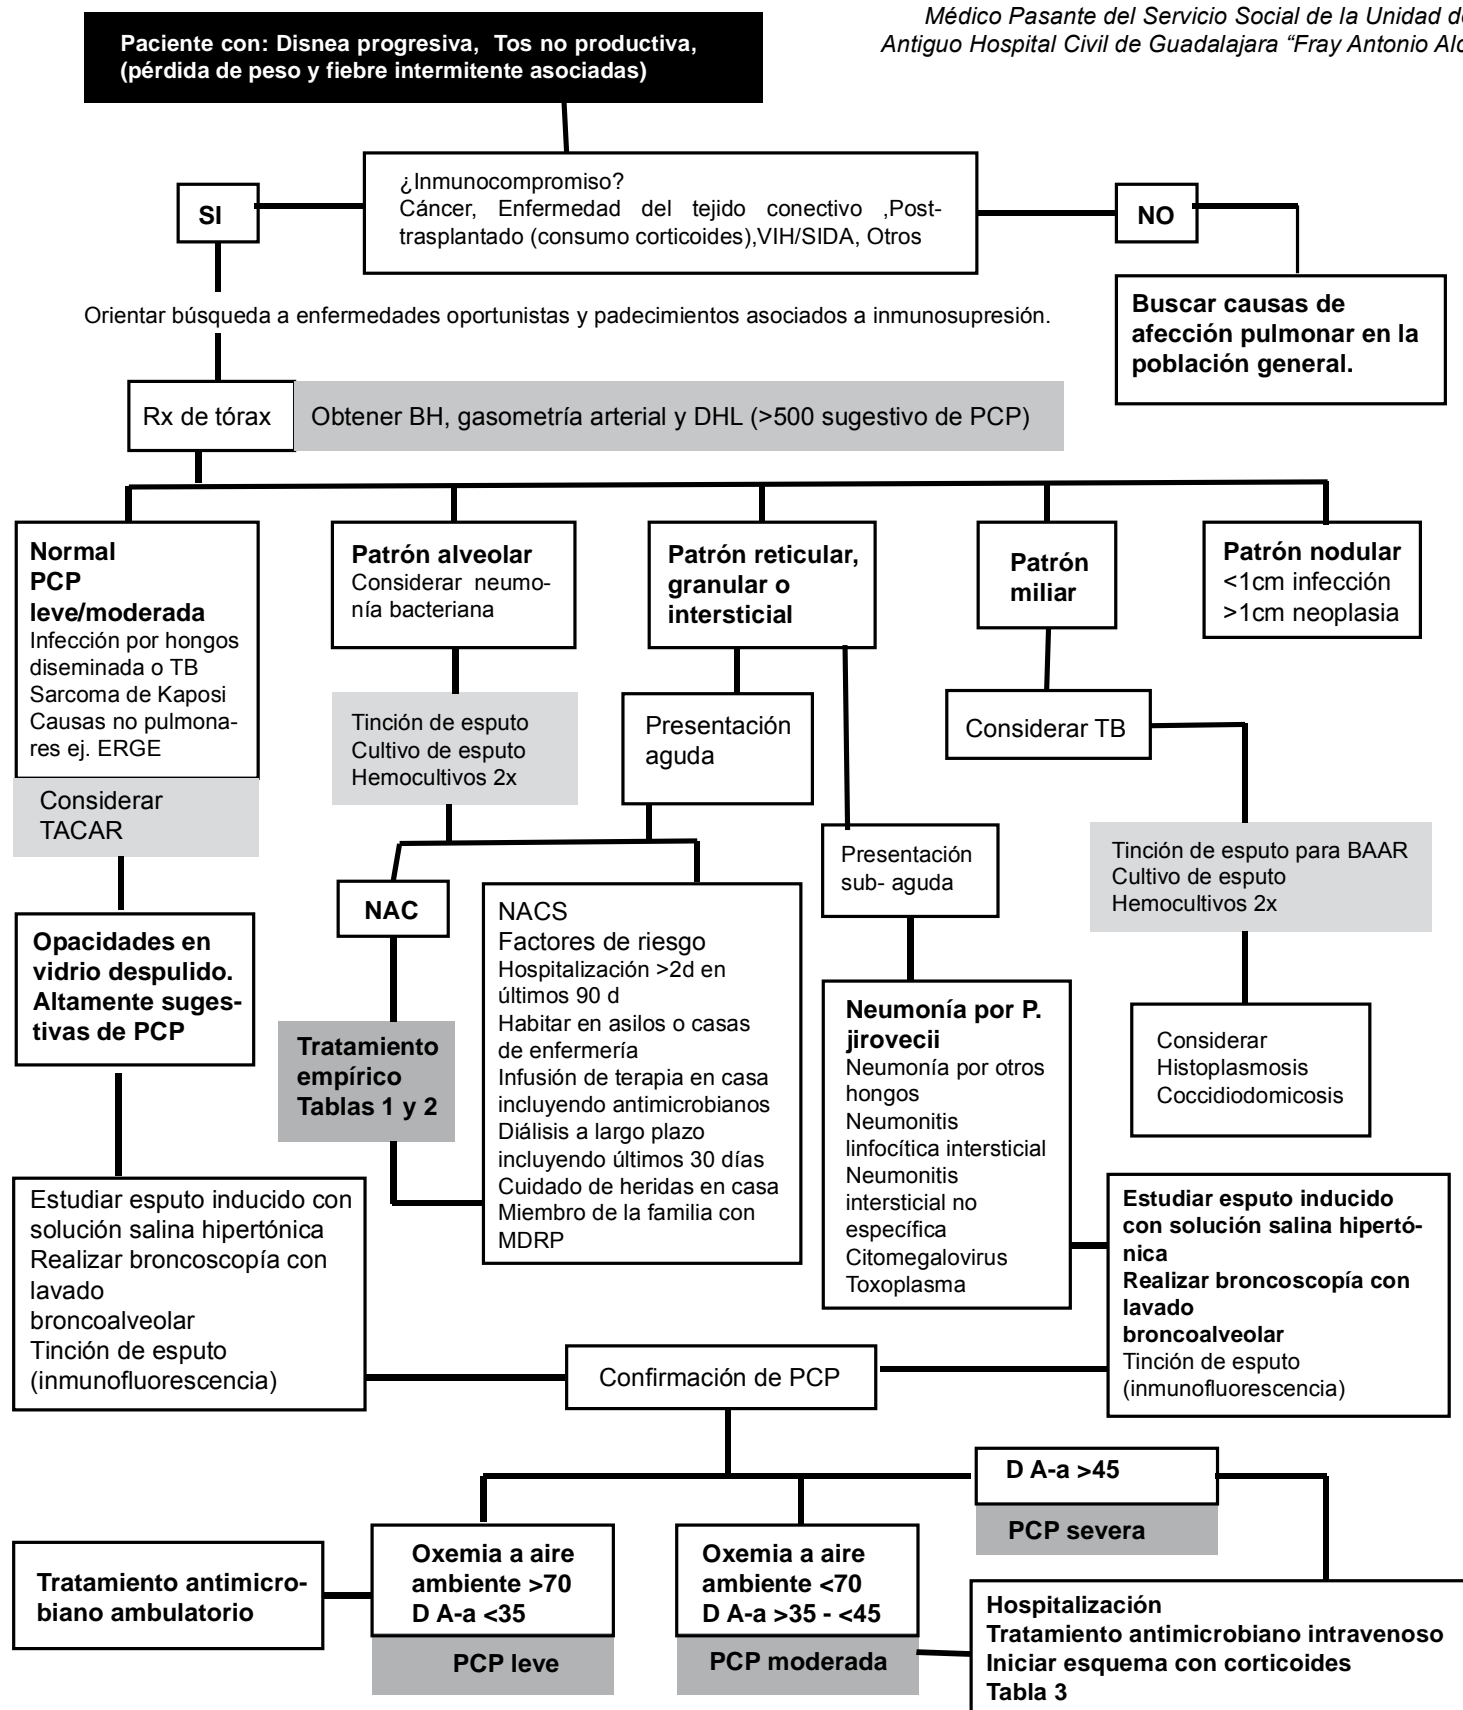 Médico Pasante del Servicio Social de la Unidad de
Antiguo Hospital Civil de Guadalajara “Fray Antonio Alc
Paciente con: Disnea progresiva, Tos no productiva,
(pérdida de peso y fiebre intermitente asociadas)
¿Inmunocompromiso?
Cáncer, Enfermedad del tejido conectivo ,Post-
trasplantado (consumo corticoides),VIH/SIDA, Otros
SI
NO
Orientar búsqueda a enfermedades oportunistas y padecimientos asociados a inmunosupresión.
Buscar causas de
afección pulmonar en la
población general.
Rx de tórax
Obtener BH, gasometría arterial y DHL (>500 sugestivo de PCP)
Normal
PCP
leve/moderada
Infección por hongos
diseminada o TB
Sarcoma de Kaposi
Causas no pulmona-
res ej. ERGE
Considerar
TACAR
Opacidades en
vidrio despulido.
Altamente suges-
tivas de PCP
Estudiar esputo inducido con
solución salina hipertónica
Realizar broncoscopía con
lavado
broncoalveolar
Tinción de esputo
(inmunofluorescencia)
Patrón alveolar
Considerar neumo-
nía bacteriana
Tinción de esputo
Cultivo de esputo
Hemocultivos 2x
NAC
Tratamiento
empírico
Tablas 1 y 2
Patrón reticular,
granular o
intersticial
Presentación
aguda
NACS
Factores de riesgo
Hospitalización >2d en
últimos 90 d
Habitar en asilos o casas
de enfermería
Infusión de terapia en casa
incluyendo antimicrobianos
Diálisis a largo plazo
incluyendo últimos 30 días
Cuidado de heridas en casa
Miembro de la familia con
MDRP
Presentación
sub- aguda
Neumonía por P.
jirovecii
Neumonía por otros
hongos
Neumonitis
linfocítica intersticial
Neumonitis
intersticial no
específica
Citomegalovirus
Toxoplasma
Patrón
miliar
Considerar TB
Tinción de esputo para BAAR
Cultivo de esputo
Hemocultivos 2x
Considerar
Histoplasmosis
Coccidiodomicosis
Patrón nodular
<1cm infección
>1cm neoplasia
Estudiar esputo inducido
con solución salina hipertó-
nica
Realizar broncoscopía con
lavado
broncoalveolar
Tinción de esputo
(inmunofluorescencia)
Confirmación de PCP
D A-a >45
PCP severa
Tratamiento antimicro-
biano ambulatorio
Oxemia a aire
ambiente >70
D A-a <35
PCP leve
Oxemia a aire
ambiente <70
D A-a >35 - <45
PCP moderada
Hospitalización
Tratamiento antimicrobiano intravenoso
Iniciar esquema con corticoides
Tabla 3